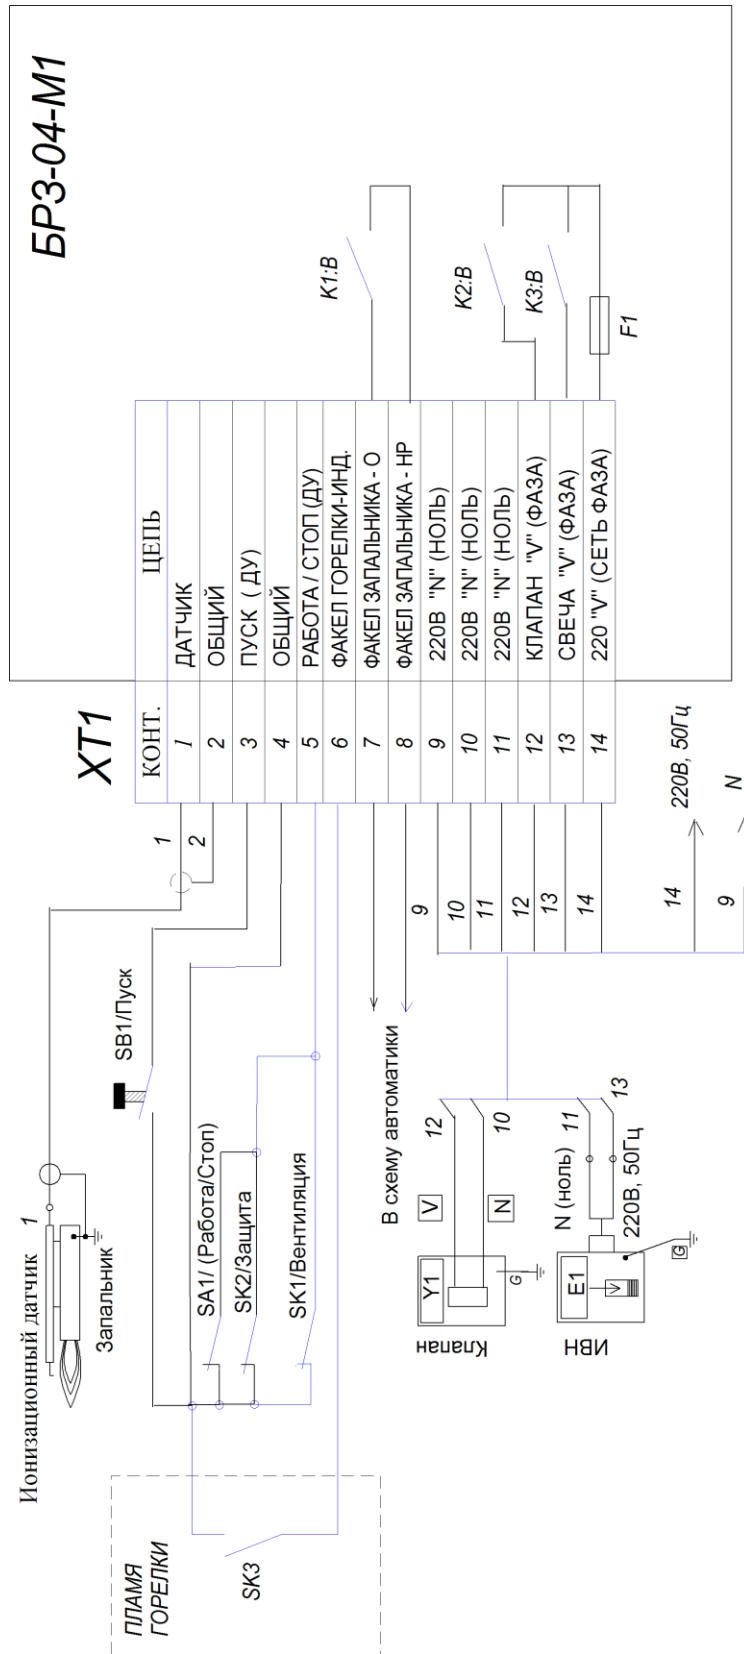 БРЗ-04-М1
К1:В
К2:В
К3:В
F1
ХТ1
КОНТ.
ЦЕПЬ
1
ДАТЧИК
2
ОБЩИЙ
3
ПУСК ( ДУ)
4
ОБЩИЙ
5
РАБОТА / СТОП (ДУ)
6
ФАКЕЛ ГОРЕЛКИ-ИНД.
7
ФАКЕЛ ЗАПАЛЬНИКА - О
8
ФАКЕЛ ЗАПАЛЬНИКА - НР
9
220В "N" (НОЛЬ)
10
220В "N" (НОЛЬ)
11
220В "N" (НОЛЬ)
12
КЛАПАН "V" (ФАЗА)
13
СВЕЧА "V" (ФАЗА)
14
220 "V" (СЕТЬ ФАЗА)
1
2
9
10
11
12
13
14
14
220В, 50Гц
9
N
Ионизационный датчик
1
Запальник
SB1/Пуск
SA1/ (Работа/Стоп)
SK2/Защита
SK1/Вентиляция
В схему автоматики
ПЛАМЯ
ГОРЕЛКИ
SK3
Клапан
Y1
V
N
12
10
G
ИВН
E1
V
N (ноль)
220В, 50Гц
11
13
G